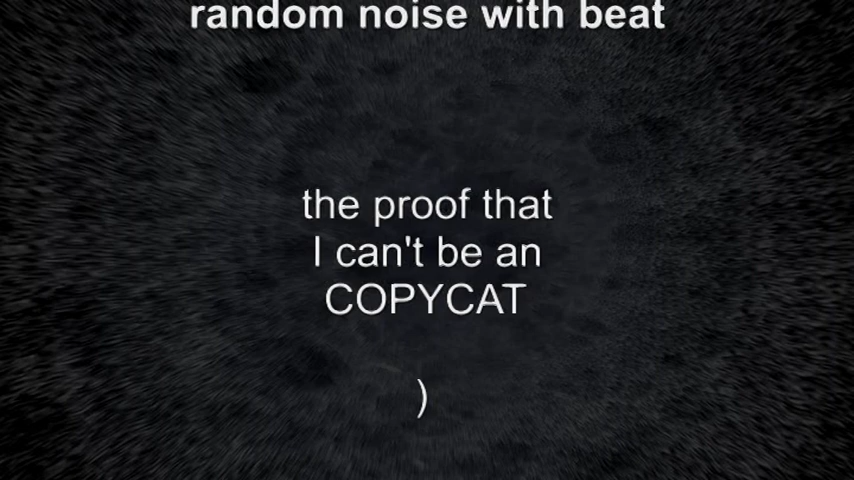 random noise with beat
the proof that
I can't be an
COPYCAT
)